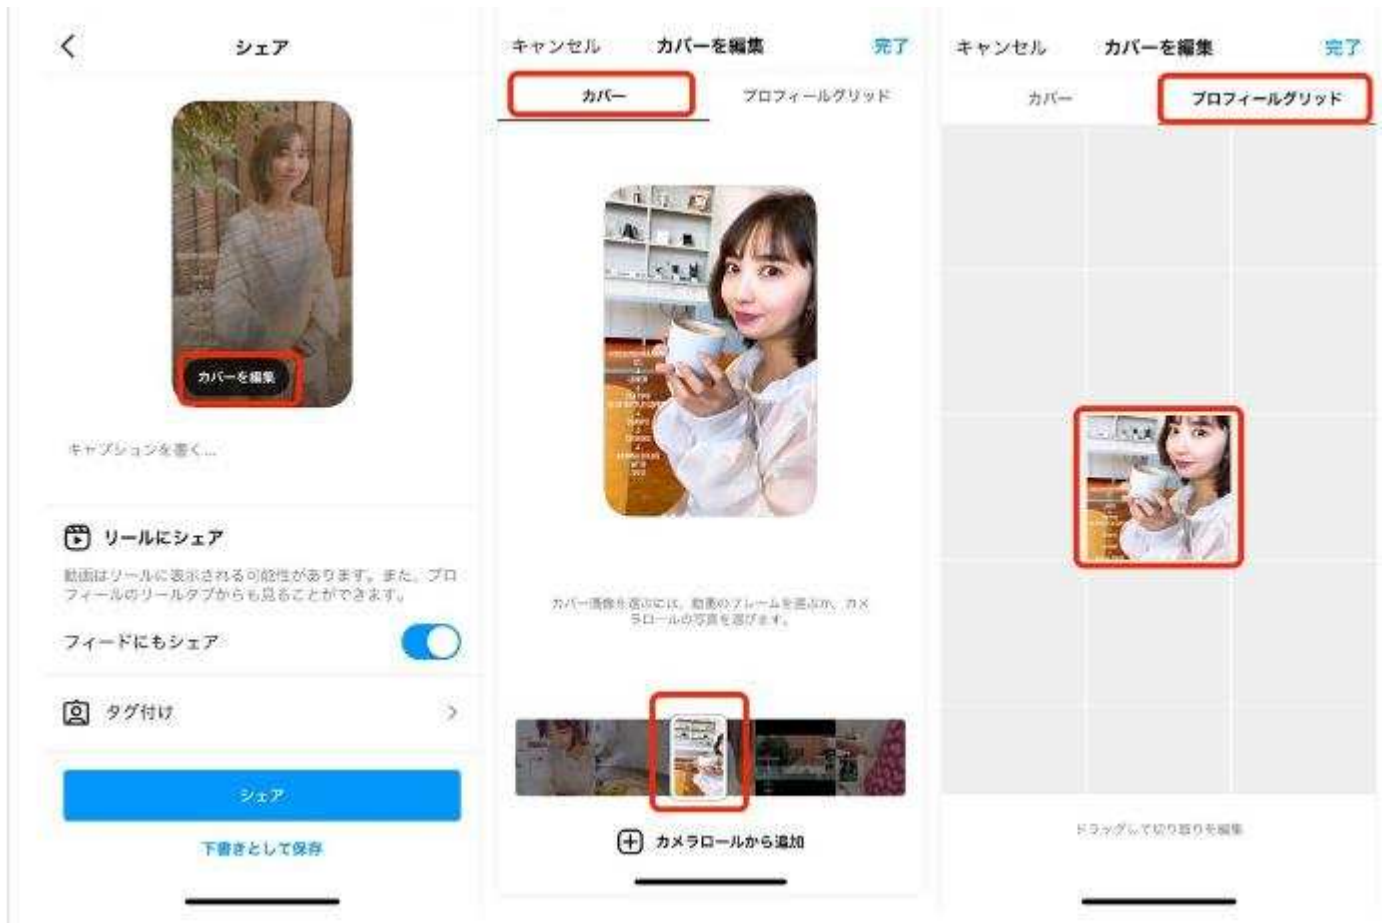 シェア
カバーを編集
キャプションを書く...
リールにシェア
動画はリールに表示される可能性があります。また、プロ
フィールのリールタブからも見ることができます。
フィードにもシェア
タグ付け
シェア
下書きとして保存
キャンセル
カバーを編集
完了
カバー
プロフィールグリッド
カバー画像を選ぶには、動画のフレームを選ぶか、カメ
ラロールの写真を選びます。
カメラロールから追加
キャンセル
カバーを編集
完了
カバー
プロフィールグリッド
ドラッグして切り取りを編集